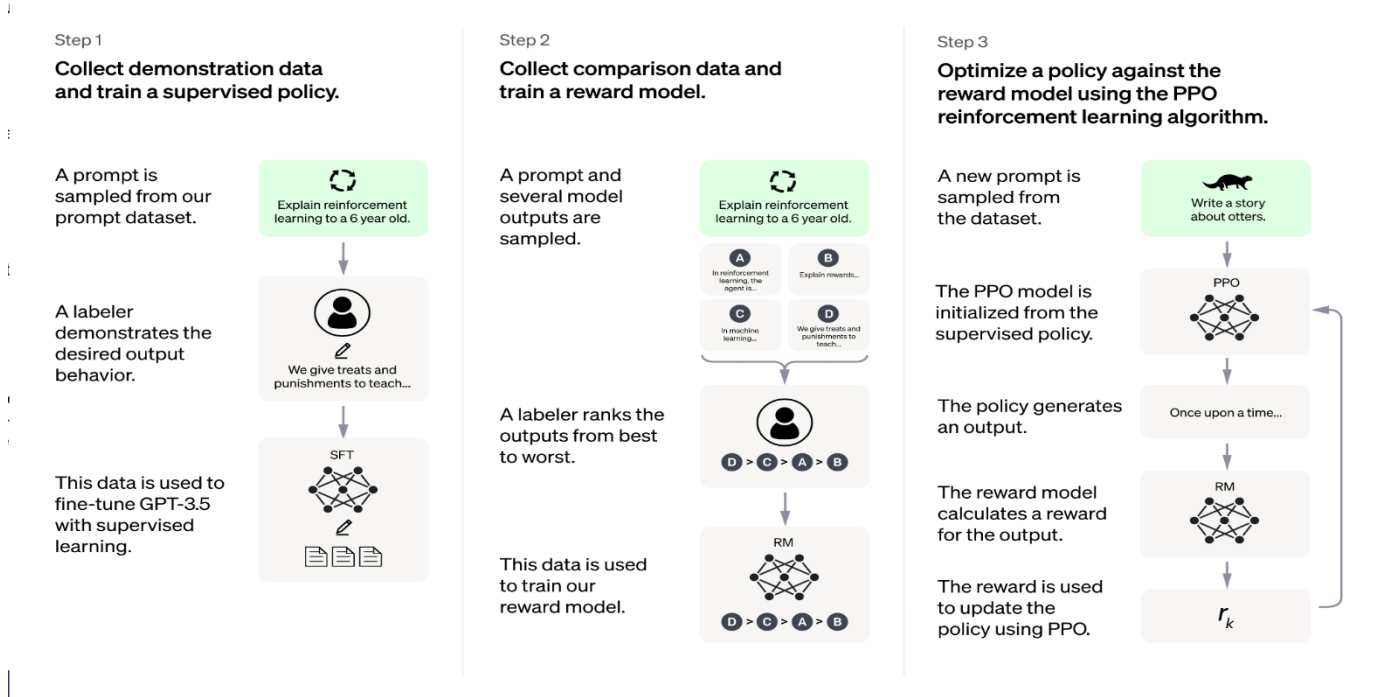 Step 1
Collect demonstration data
and train a supervised policy.
A prompt is
sampled from our
prompt dataset.
Explain reinforcement
learning to a 6 year old.
A labeler
demonstrates the
desired output
behavior.
We give treats and
punishments to teach...
This data is used to
fine-tune GPT-3.5
with supervised
learning.
SFT
Step 2
Collect comparison data and
train a reward model.
A prompt and
several model
outputs are
sampled.
Explain reinforcement
learning to a 6 year old.
A
In reinforcement
learning, the
agent is...
B
Explain rewards...
C
In machine
learning...
D
We give treats and
punishments to
teach...
A labeler ranks the
outputs from best
to worst.
D > C > A > B
This data is used
to train our
reward model.
RM
D > C > A > B
Step 3
Optimize a policy against the
reward model using the PPO
reinforcement learning algorithm.
A new prompt is
sampled from
the dataset.
Write a story
about otters.
The PPO model is
initialized from the
supervised policy.
PPO
The policy generates
an output.
Once upon a time...
The reward model
calculates a reward
for the output.
RM
The reward is used
to update the
policy using PPO.
r_k